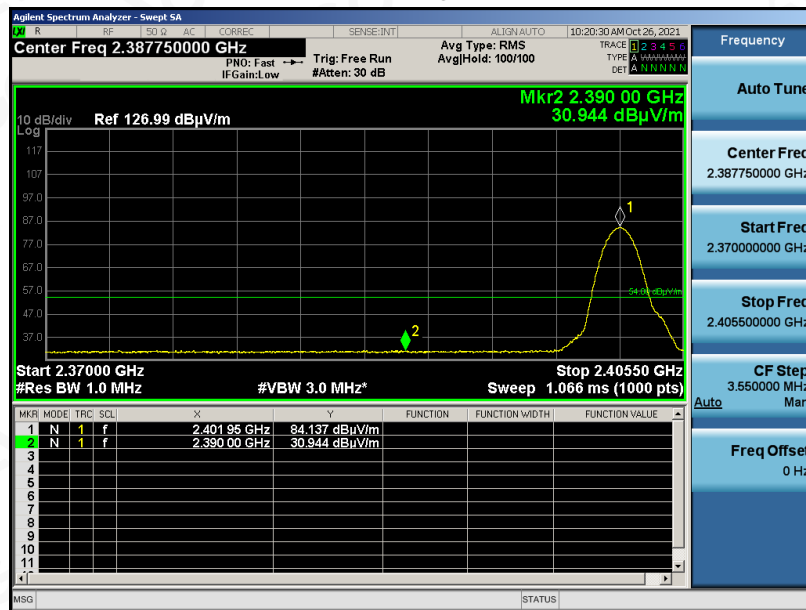 Agilent Spectrum Analyzer - Swept SA
LXI R RF 50 Ω AC CORREC SENSE:INT ALIGN AUTO 10:20:30 AM Oct 26, 2021
Center Freq 2.387750000 GHz
PNO: Fast
IFGain:Low
Trig: Free Run
#Atten: 30 dB
Avg Type: RMS
Avg|Hold: 100/100
TRACE 1 2 3 4 5 6
TYPE A WWWWW
DET A N N N N N
Mkr2 2.390 00 GHz
30.944 dBµV/m
10 dB/div Ref 126.99 dBµV/m
Log
117
107
97.0
87.0
77.0
67.0
57.0
47.0
37.0
1
2
54.00 dBµV/m
Start 2.37000 GHz Stop 2.40550 GHz
#Res BW 1.0 MHz #VBW 3.0 MHz* Sweep 1.066 ms (1000 pts)
MKR MODE TRC SCL X Y FUNCTION FUNCTION WIDTH FUNCTION VALUE
1 N 1 f 2.401 95 GHz 84.137 dBµV/m
2 N 1 f 2.390 00 GHz 30.944 dBµV/m
3
4
5
6
7
8
9
10
11
MSG STATUS
Frequency
Auto Tune
Center Freq
2.387750000 GHz
Start Freq
2.370000000 GHz
Stop Freq
2.405500000 GHz
CF Step
3.550000 MHz
Auto Man
Freq Offset
0 Hz